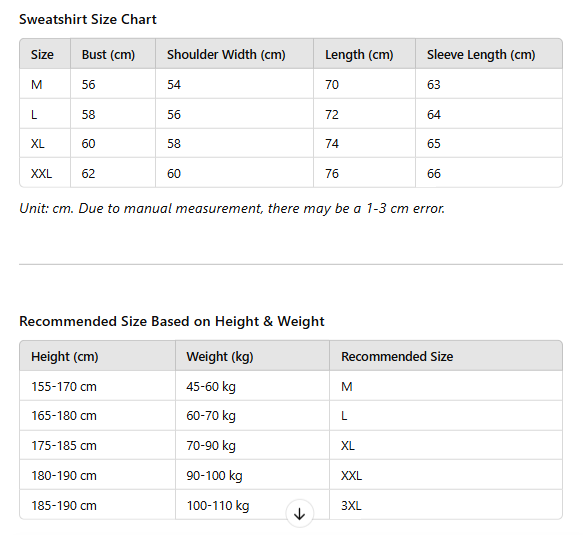 Sweatshirt Size Chart
Size Bust (cm) Shoulder Width (cm) Length (cm) Sleeve Length (cm)
M 56 54 70 63
L 58 56 72 64
XL 60 58 74 65
XXL 62 60 76 66
Unit: cm. Due to manual measurement, there may be a 1-3 cm error.
Recommended Size Based on Height & Weight
Height (cm) Weight (kg) Recommended Size
155-170 cm 45-60 kg M
165-180 cm 60-70 kg L
175-185 cm 70-90 kg XL
180-190 cm 90-100 kg XXL
185-190 cm 100-110 kg 3XL